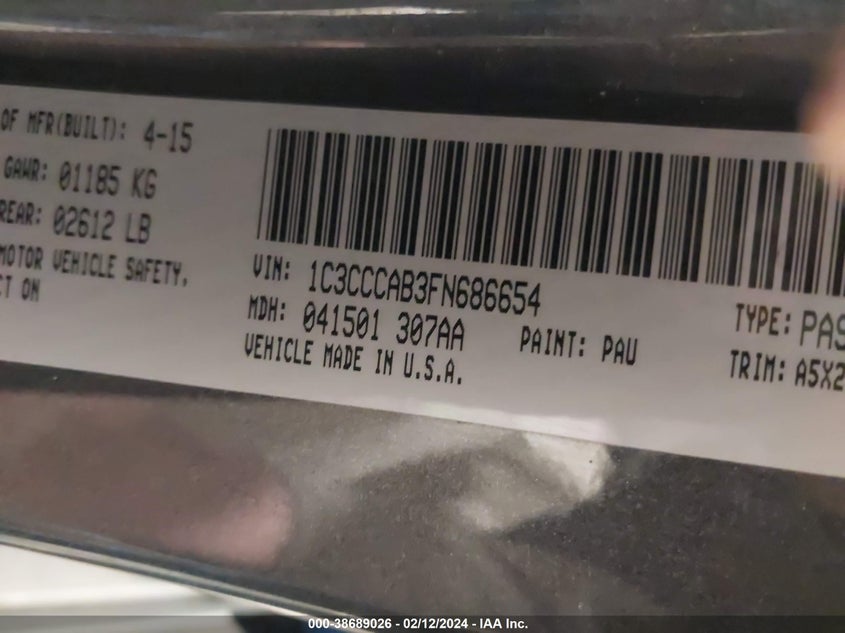 OF MFR(BUILT): 4-15
GAWR: 01185 KG
REAR: 02612 LB
MOTOR VEHICLE SAFETY,
CT ON
VIN: 1C3CCCAB3FN686654
MDH: 041501 307AA
PAINT: PAU
VEHICLE MADE IN U.S.A.
TYPE: PAS
TRIM: A5X2
000-38689026 - 02/12/2024 - IAA Inc.